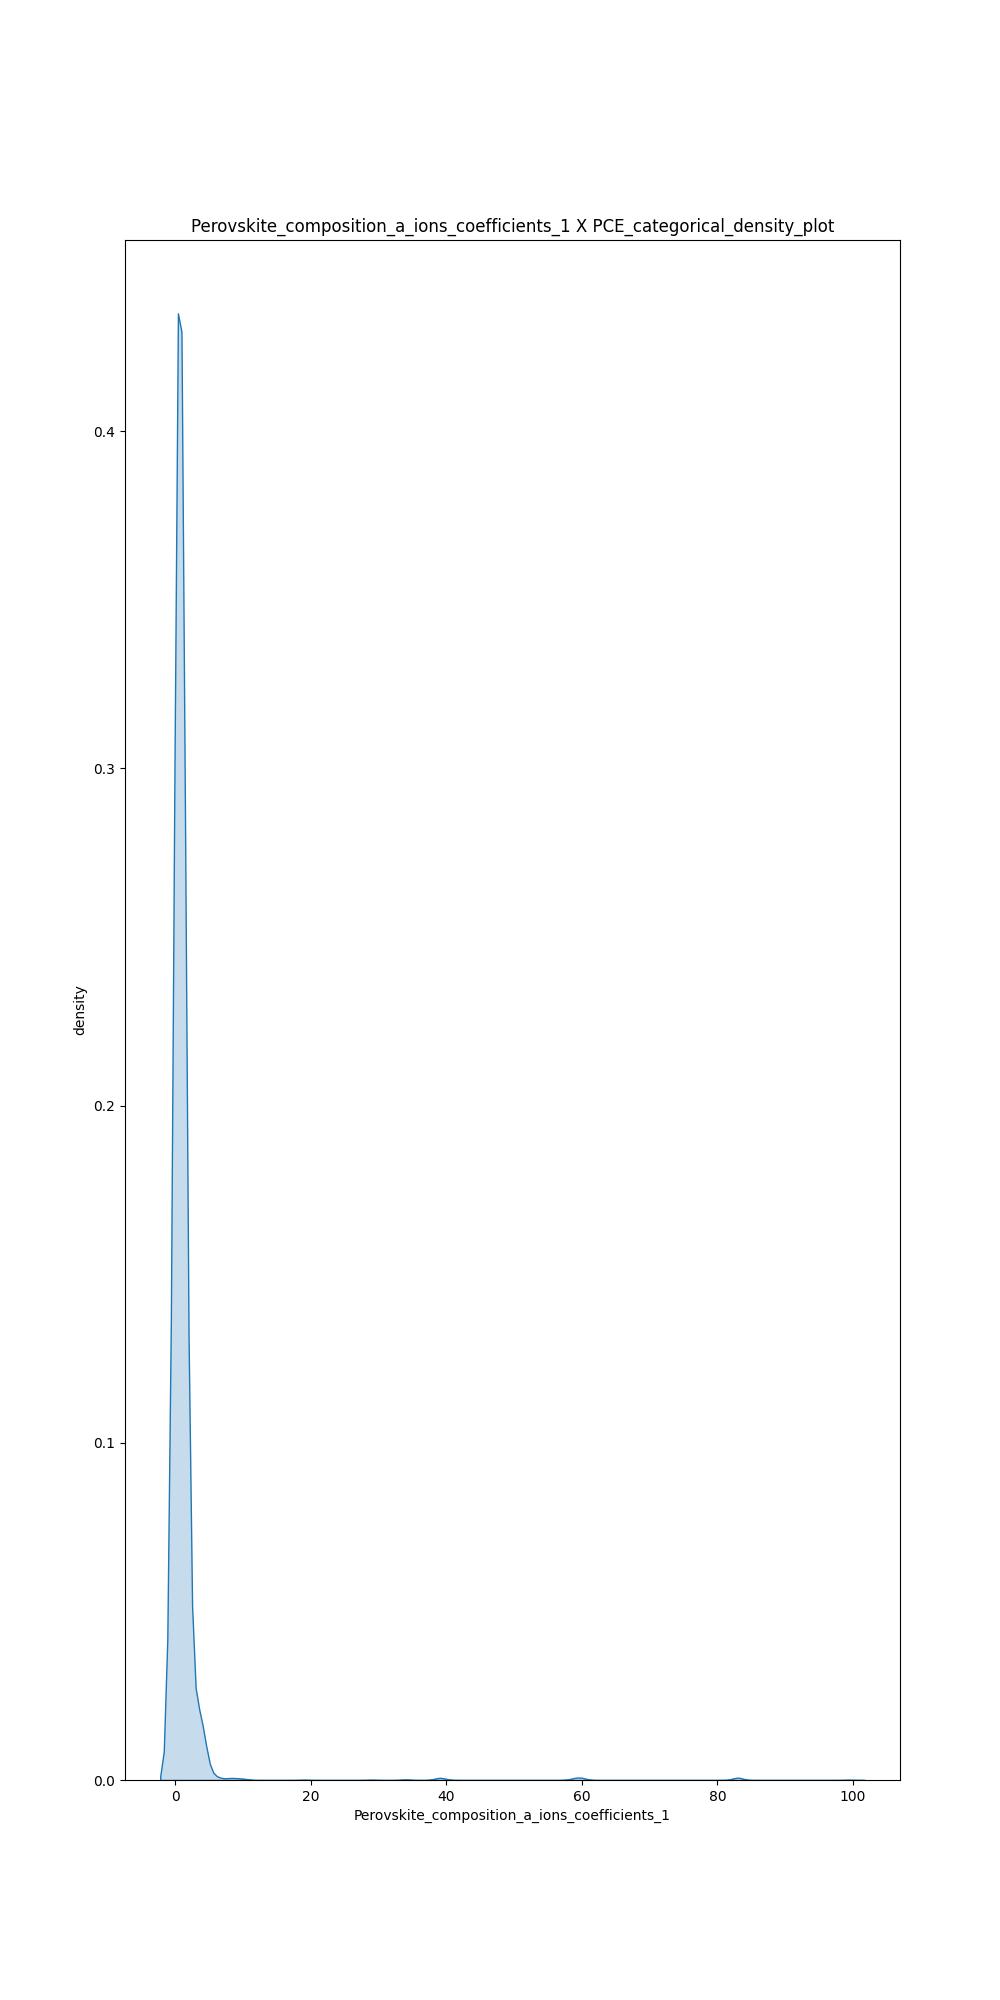 Perovskite_composition_a_ions_coefficients_1 X PCE_categorical_density_plot
0.4
0.3
density
0.2
0.1
0.0
0 20 40 60 80 100
Perovskite_composition_a_ions_coefficients_1